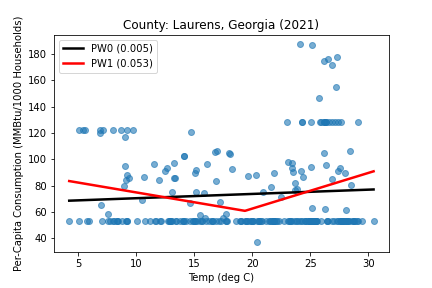 County: Laurens, Georgia (2021)
PW0 (0.005)
PW1 (0.053)
Per-Capita Consumption (MMBtu/1000 Households)
180
160
140
120
100
80
60
40
5 10 15 20 25 30
Temp (deg C)